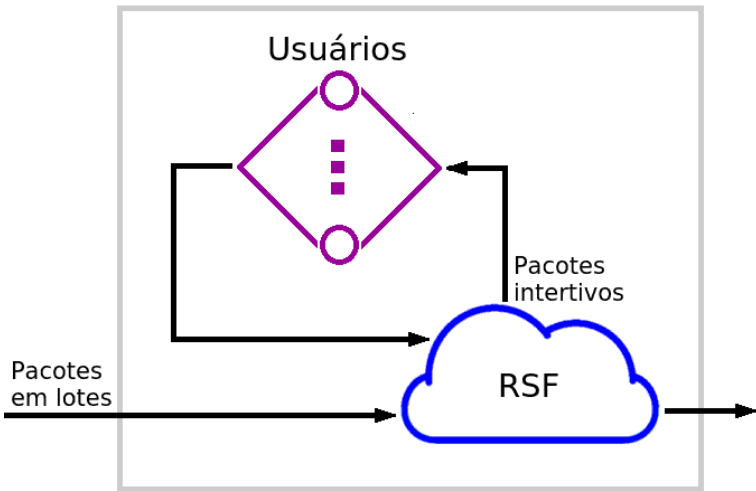 Usuários
Pacotes
intertivos
Pacotes
em lotes
RSF